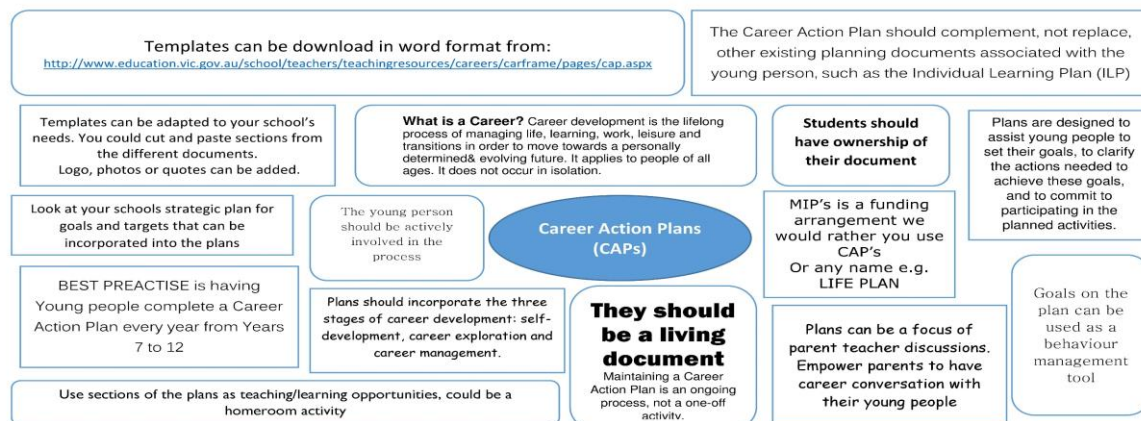 Templates can be download in word format from:
http://www.education.vic.gov.au/school/teachers/teachingresources/careers/carframe/pages/cap.aspx
The Career Action Plan should complement, not replace,
other existing planning documents associated with the
young person, such as the Individual Learning Plan (ILP)
Templates can be adapted to your school's
needs. You could cut and paste sections from
the different documents.
Logo, photos or quotes can be added.
What is a Career? Career development is the lifelong
process of managing life, learning, work, leisure and
transitions in order to move towards a personally
determined& evolving future. It applies to people of all
ages. It does not occur in isolation.
Students should
have ownership of
their document
Plans are designed to
assist young people to
set their goals, to clarify
the actions needed to
achieve these goals,
and to commit to
participating in the
planned activities.
Look at your schools strategic plan for
goals and targets that can be
incorporated into the plans
The young person
should be actively
involved in the
process
Career Action Plans
(CAPs)
MIP's is a funding
arrangement we
would rather you use
CAP's
Or any name e.g.
LIFE PLAN
BEST PREACTISE is having
Young people complete a Career
Action Plan every year from Years
7 to 12
Plans should incorporate the three
stages of career development: self-
development, career exploration and
career management.
They should
be a living
document
Maintaining a Career
Action Plan is an ongoing
process, not a one-off
activity.
Plans can be a focus of
parent teacher discussions.
Empower parents to have
career conversation with
their young people
Goals on the
plan can be
used as a
behaviour
management
tool
Use sections of the plans as teaching/learning opportunities, could be a
homeroom activity